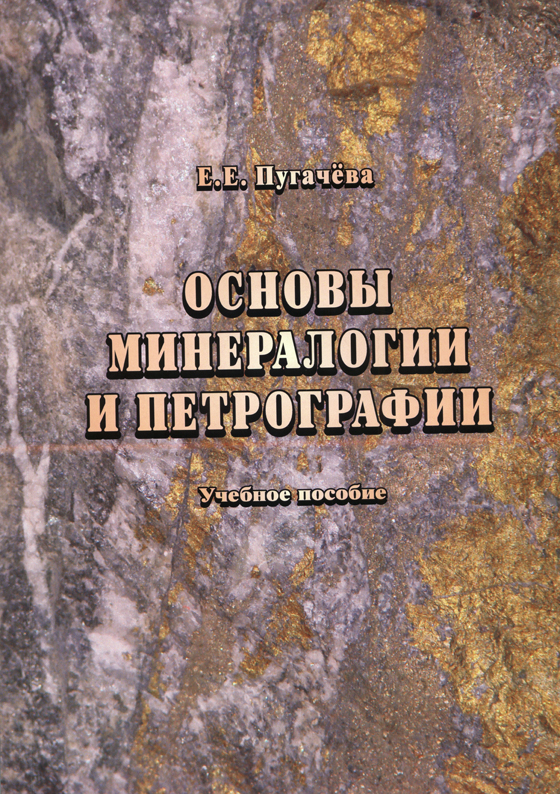 Е.Е. Пугачёва
ОСНОВЫ
МИНЕРАЛОГИИ
И ПЕТРОГРАФИИ
Учебное пособие